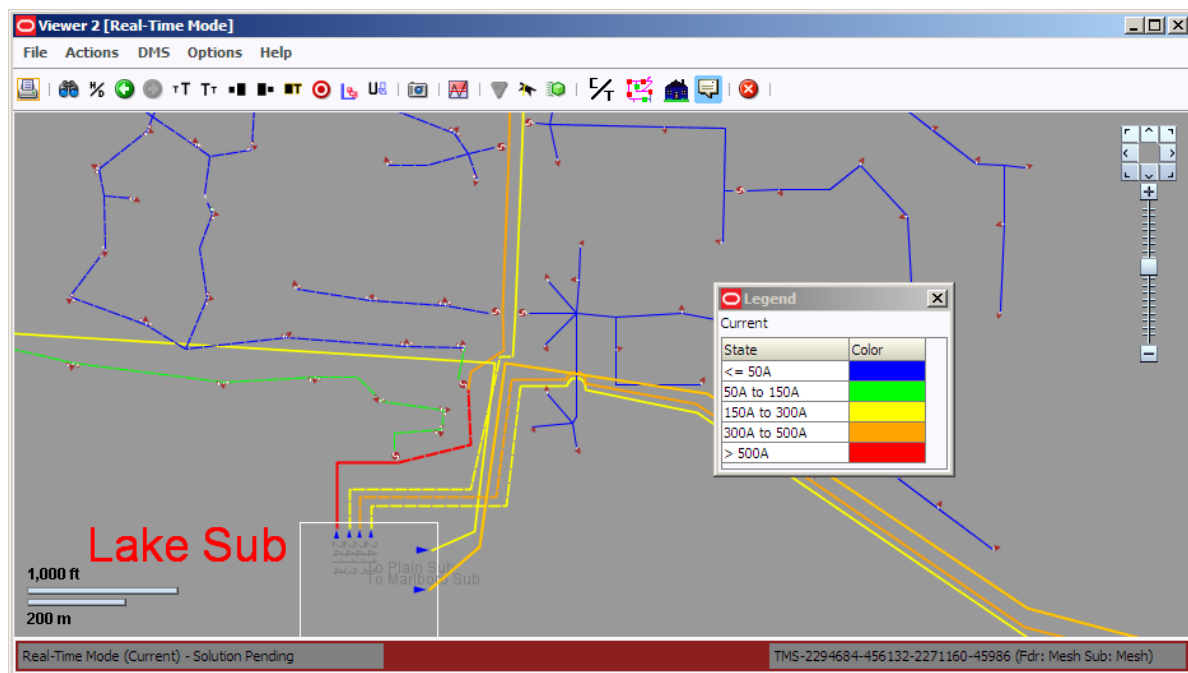 Viewer 2 [Real-Time Mode]
File Actions DMS Options Help
Legend
Current
State Color
<= 50A
50A to 150A
150A to 300A
300A to 500A
> 500A
Lake Sub
To Plain Sub
To Marlboro Sub
1,000 ft
200 m
Real-Time Mode (Current) - Solution Pending
TMS-2294684-456132-2271160-45986 (Fdr: Mesh Sub: Mesh)